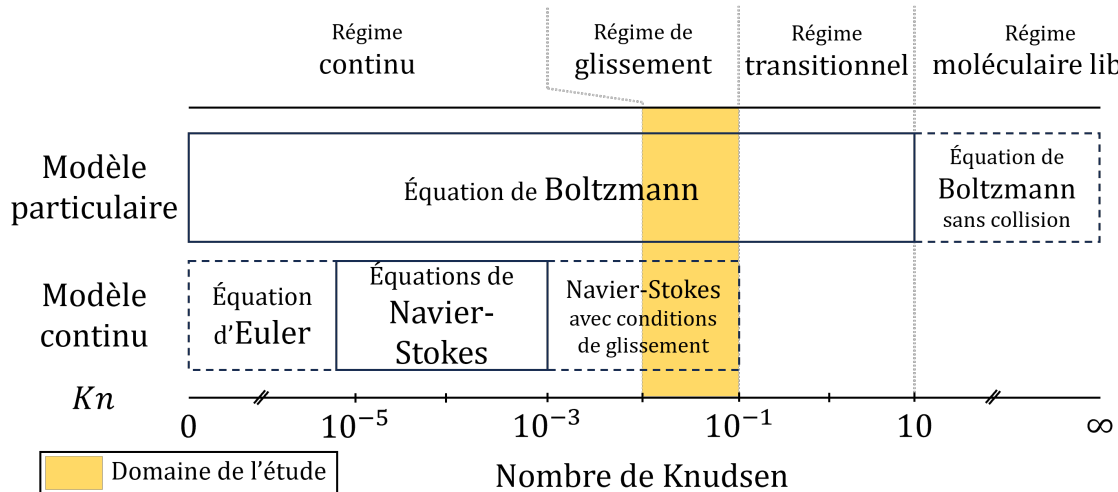 Régime
continu
Régime de
glissement
Régime
transitionnel
Régime
moléculaire lib
Modèle
particulaire
Équation de Boltzmann
Équation de
Boltzmann
sans collision
Modèle
continu
Équation
d'Euler
Équations de
Navier-
Stokes
Navier-Stokes
avec conditions
de glissement
Kn
0 10⁻⁵ 10⁻³ 10⁻¹ 10 ∞
Domaine de l'étude
Nombre de Knudsen